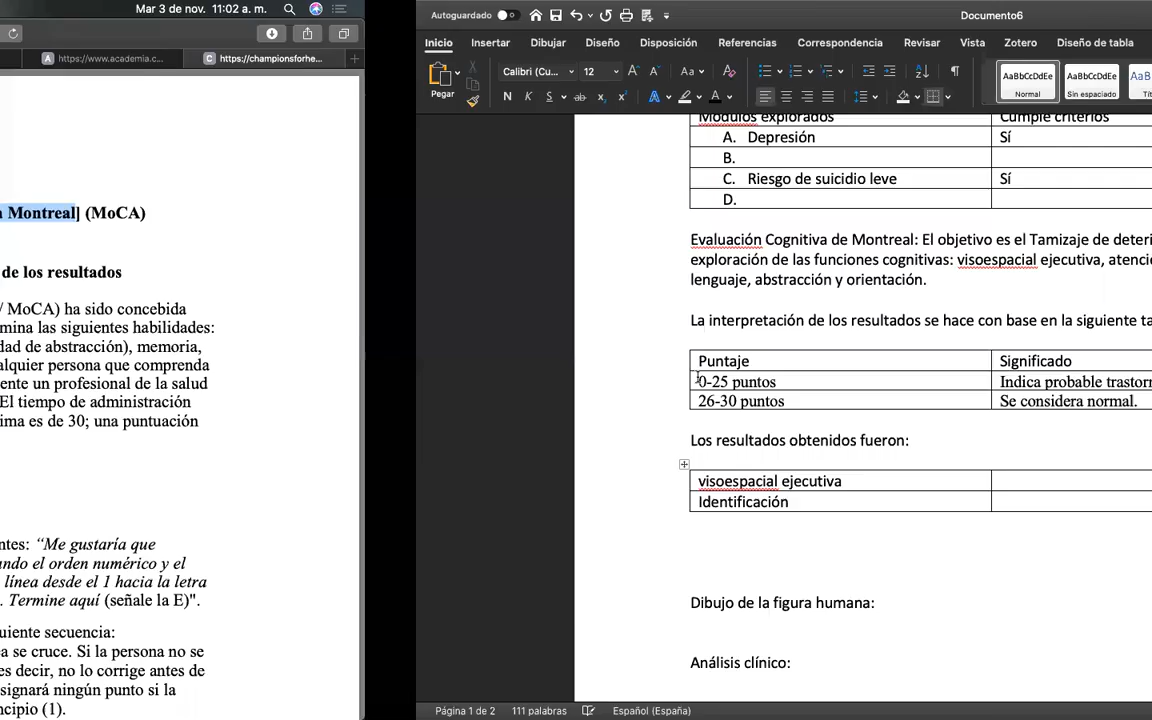 Mar 3 de nov. 11:02 a. m.
https://www.academia.c...
https://championsforhe...
a Montreal] (MoCA)
de los resultados
/ MoCA) ha sido concebida
mina las siguientes habilidades:
dad de abstracción), memoria,
alquier persona que comprenda
ente un profesional de la salud
El tiempo de administración
ima es de 30; una puntuación
ntes: “Me gustaría que
ando el orden numérico y el
línea desde el 1 hacia la letra
. Termine aquí (señale la E)".
uiente secuencia:
ea se cruce. Si la persona no se
es decir, no lo corrige antes de
signará ningún punto si la
ncipio (1).
Autoguardado
Documento6
Inicio Insertar Dibujar Diseño Disposición Referencias Correspondencia Revisar Vista Zotero Diseño de tabla
Pegar
Calibri (Cu... 12
Aa
N K S ab x, x²
AaBbCcDdEe
Normal
AaBbCcDdEe
Sin espaciado
AaBb
Tít
Módulos explorados Cumple criterios
A. Depresión Sí
B.
C. Riesgo de suicidio leve Sí
D.
Evaluación Cognitiva de Montreal: El objetivo es el Tamizaje de deteri
exploración de las funciones cognitivas: visoespacial ejecutiva, atenció
lenguaje, abstracción y orientación.
La interpretación de los resultados se hace con base en la siguiente ta
Puntaje Significado
0-25 puntos Indica probable trastorn
26-30 puntos Se considera normal.
Los resultados obtenidos fueron:
visoespacial ejecutiva
Identificación
Dibujo de la figura humana:
Análisis clínico:
Página 1 de 2 111 palabras Español (España)